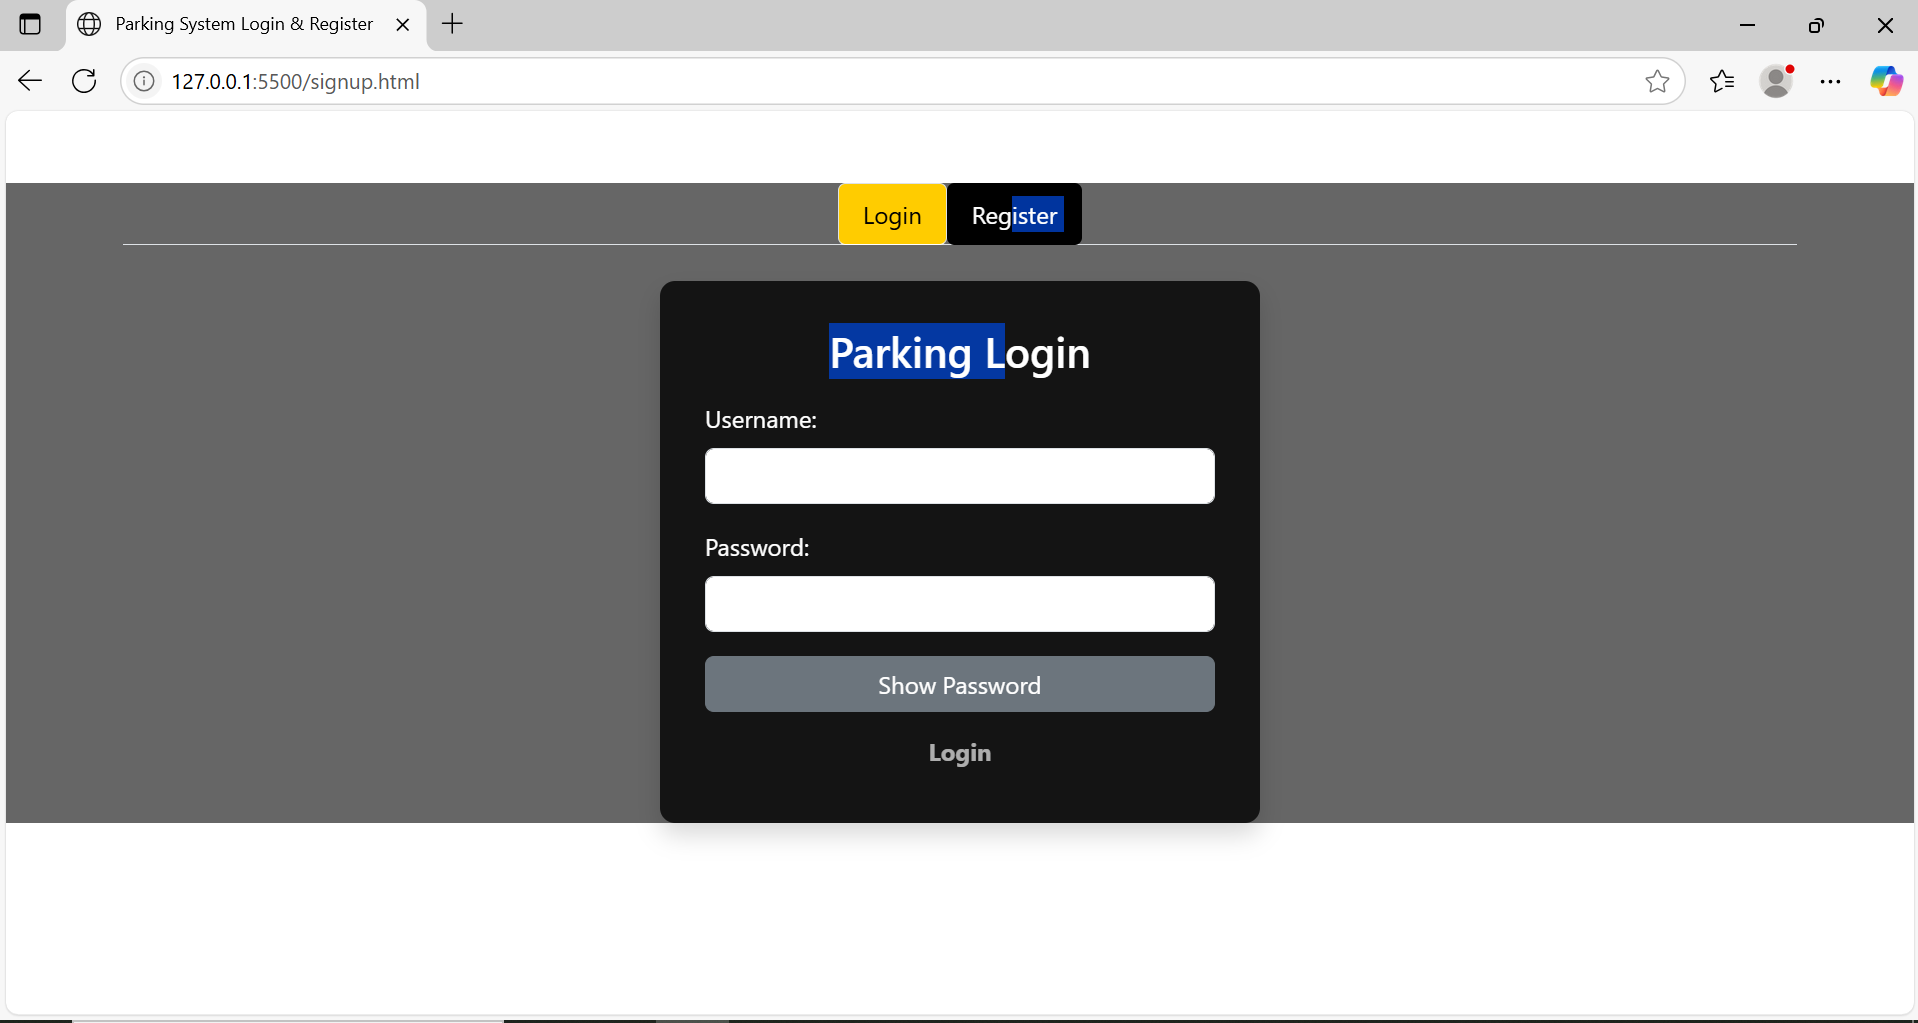 Parking System Login & Register
127.0.0.1:5500/signup.html
Login Register
Parking Login
Username:
Password:
Show Password
Login